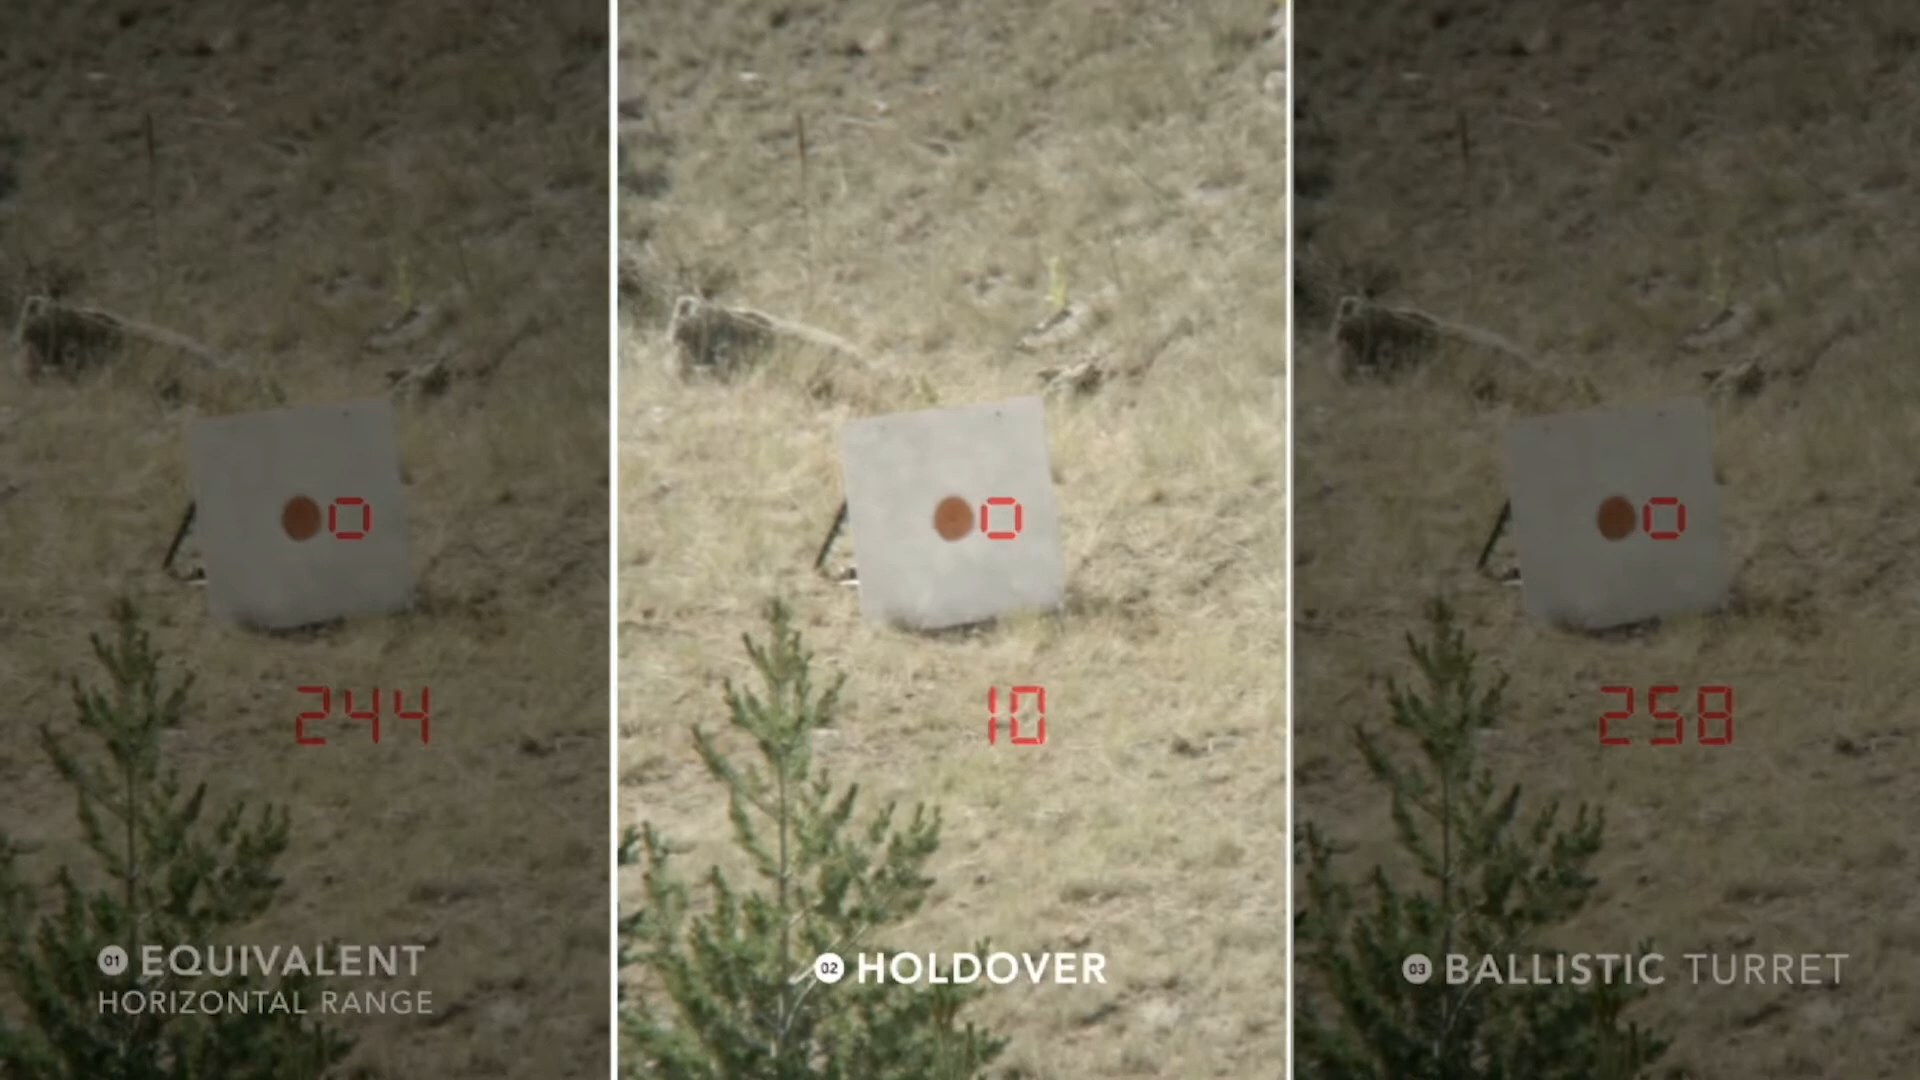 244
10
258
01 EQUIVALENT
HORIZONTAL RANGE
02 HOLDOVER
03 BALLISTIC TURRET